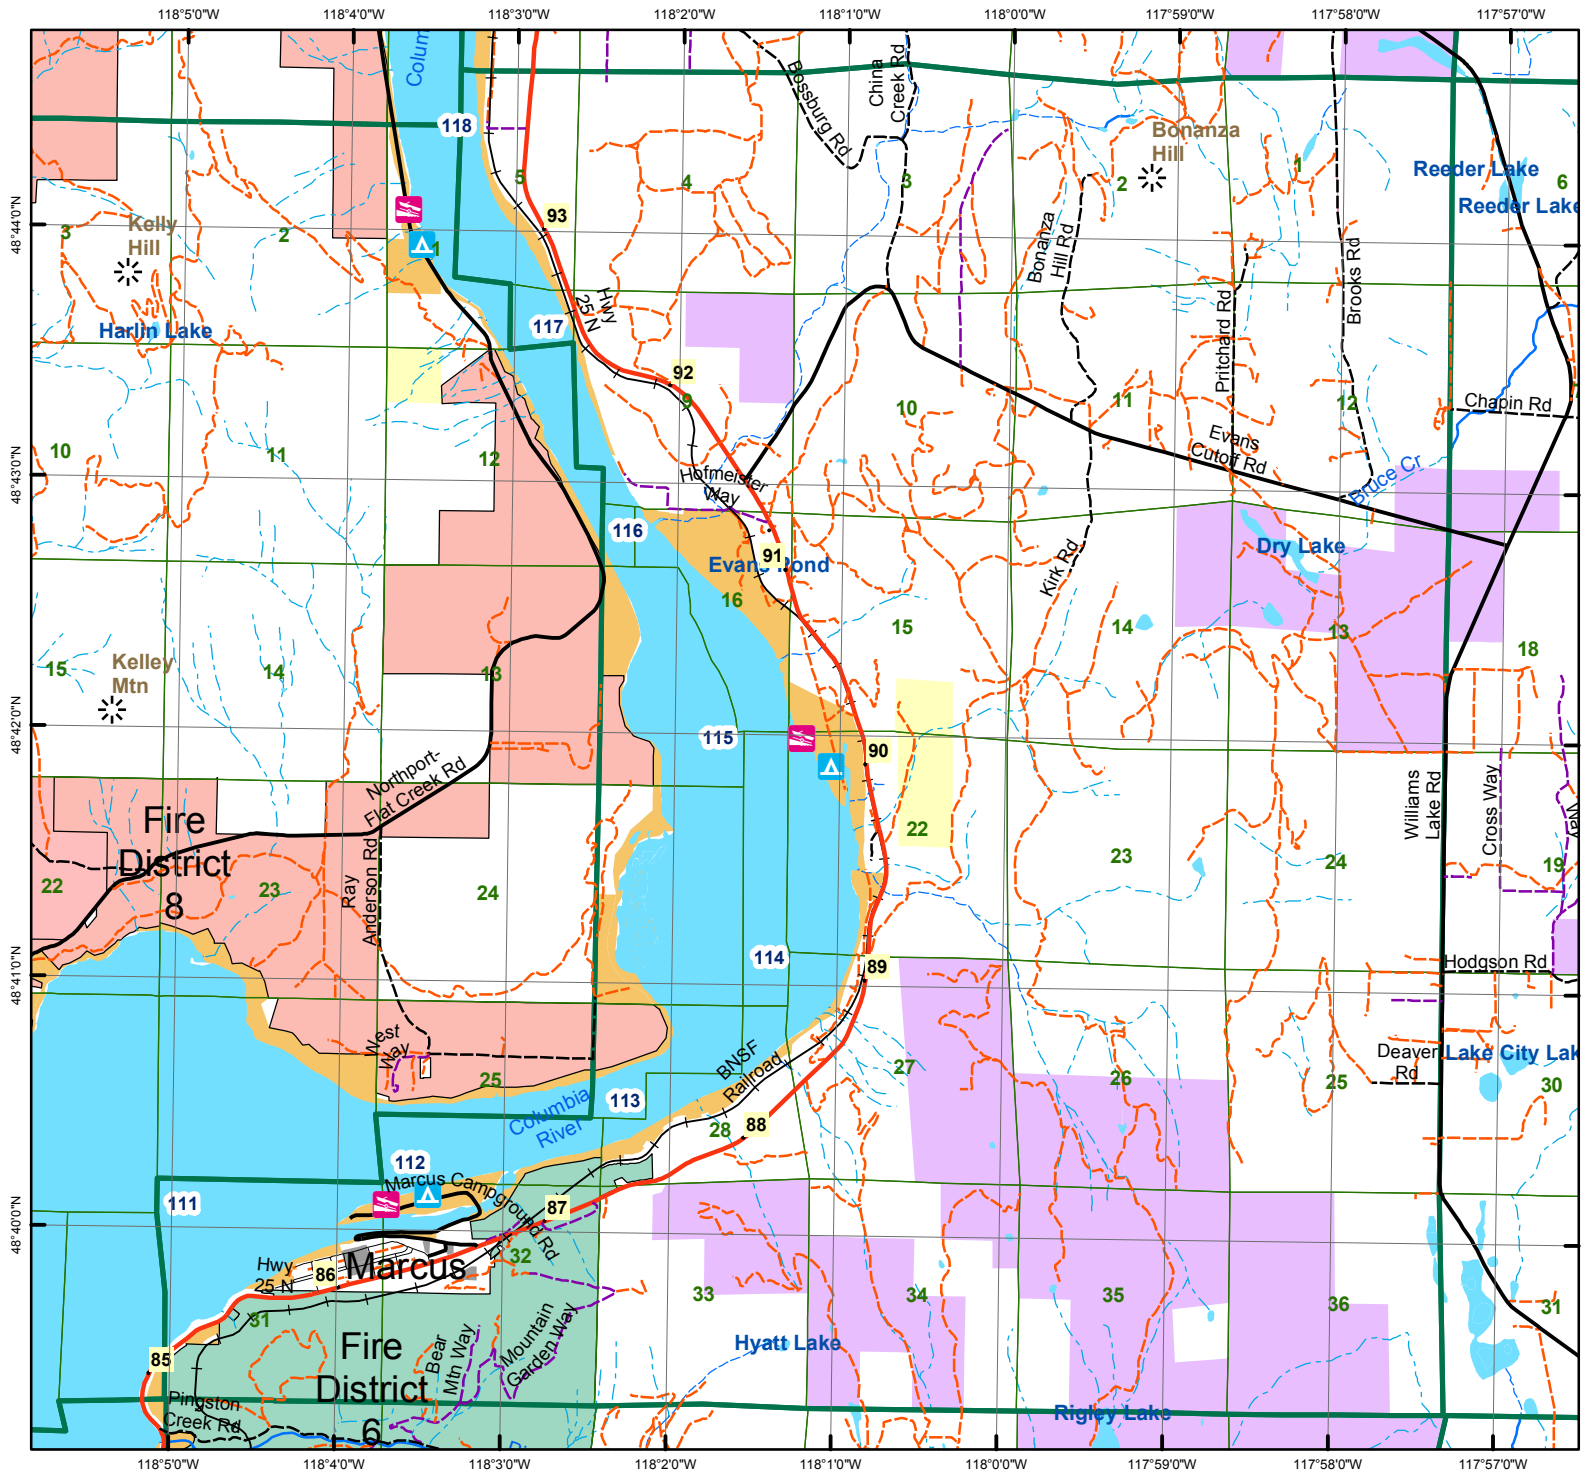 118°5'0"W 118°4'0"W 118°3'0"W 118°2'0"W 118°1'0"W 118°0'0"W 117°59'0"W 117°58'0"W 117°57'0"W
Colum
Bossburg Rd
China
Creek Rd
118
Bonanza
Hill
5
4
3
2
1
Reeder Lake
6
Reeder Lake
48°44'0"N
3
Kelly
Hill
2
1
93
Bonanza
Hill Rd
Brooks Rd
Pritchard Rd
Harlin Lake
117
Hwy
25 N
92
9
10
11
12
Chapin Rd
Evans
Cutoff Rd
Bruce Cr
10
11
12
48°43'0"N
Hofmeister
Way
116
91
Evans Pond
Dry Lake
Kirk Rd
16
15
14
13
18
15
Kelley
Mtn
14
13
48°42'0"N
115
90
Northport-
Flat Creek Rd
Williams
Lake Rd
Cross Way
Way
Fire
District
8
22
23
24
22
23
24
19
Ray
Anderson Rd
114
89
Hodgson Rd
48°41'0"N
West
Way
25
BNSF
Railroad
27
26
25
Deaver
Rd
Lake City Lak
30
113
Columbia
River
28
88
112
Marcus Campground Rd
111
87
48°40'0"N
Hwy
25 N
86
Marcus
32
33
34
35
36
31
31
85
Fire
District
6
Bear
Mtn Way
Mountain
Garden Way
Hyatt Lake
Pingston
Creek Rd
Rigley Lake
118°5'0"W 118°4'0"W 118°3'0"W 118°2'0"W 118°1'0"W 118°0'0"W 117°59'0"W 117°58'0"W 117°57'0"W